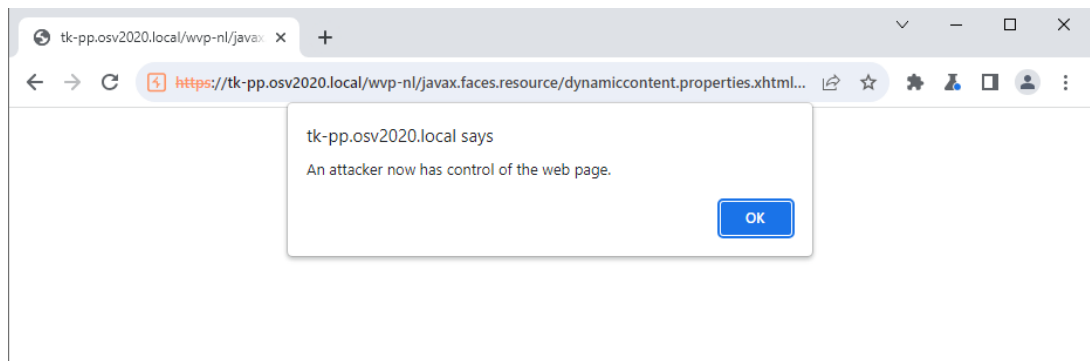 tk-pp.osv2020.local/wvp-nl/javax
https://tk-pp.osv2020.local/wvp-nl/javax.faces.resource/dynamiccontent.properties.xhtml...
tk-pp.osv2020.local says
An attacker now has control of the web page.
OK